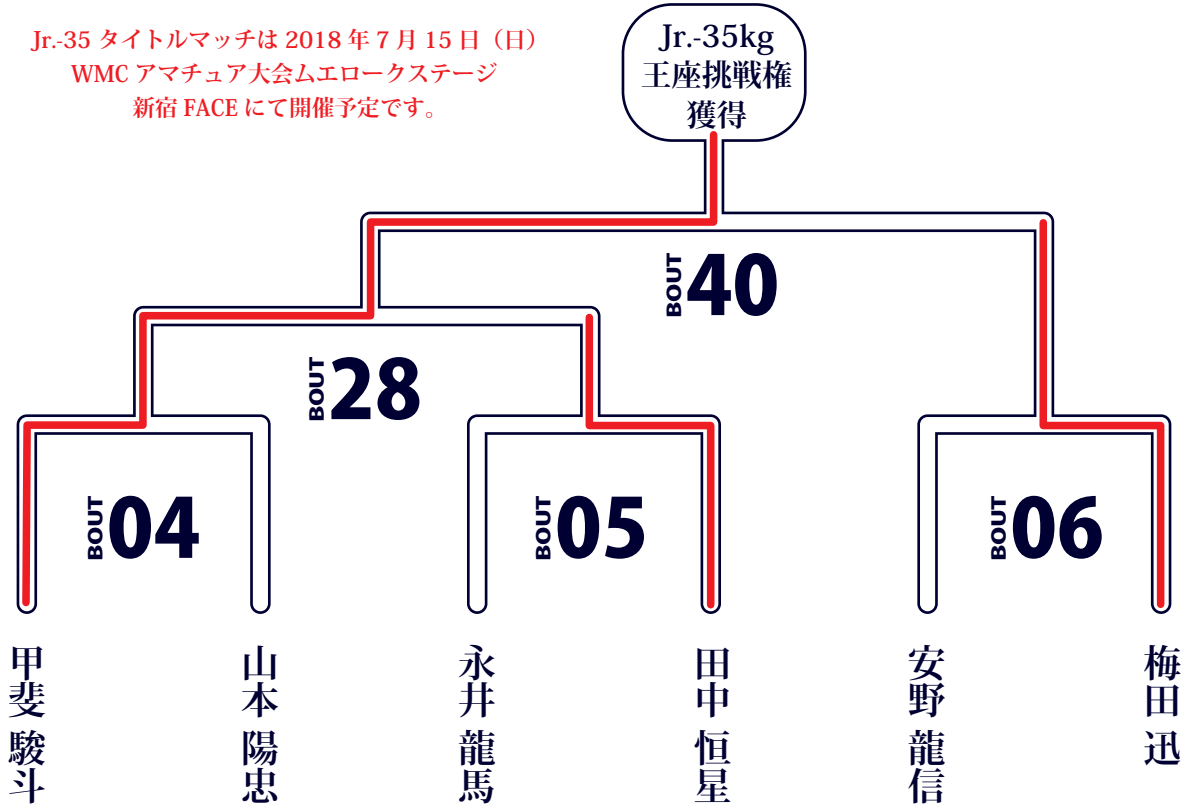 Jr.-35 タイトルマッチは 2018 年 7 月 15 日（日）
WMC アマチュア大会ムエロークステージ
新宿 FACE にて開催予定です。
Jr.-35kg
王座挑戦権
獲得
BOUT 40
BOUT 28
BOUT 04
BOUT 05
BOUT 06
甲斐 駿斗
山本 陽忠
永井 龍馬
田中 恒星
安野 龍信
梅田 迅